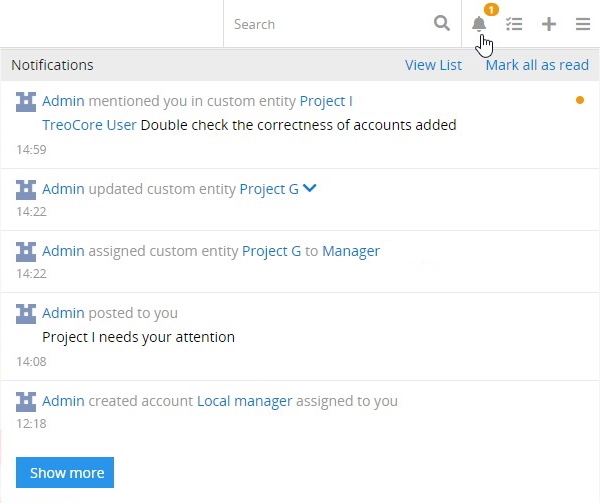 Search
1
Notifications View List Mark all as read
Admin mentioned you in custom entity Project I
TreoCore User Double check the correctness of accounts added
14:59
Admin updated custom entity Project G
14:22
Admin assigned custom entity Project G to Manager
14:22
Admin posted to you
Project I needs your attention
14:08
Admin created account Local manager assigned to you
12:18
Show more